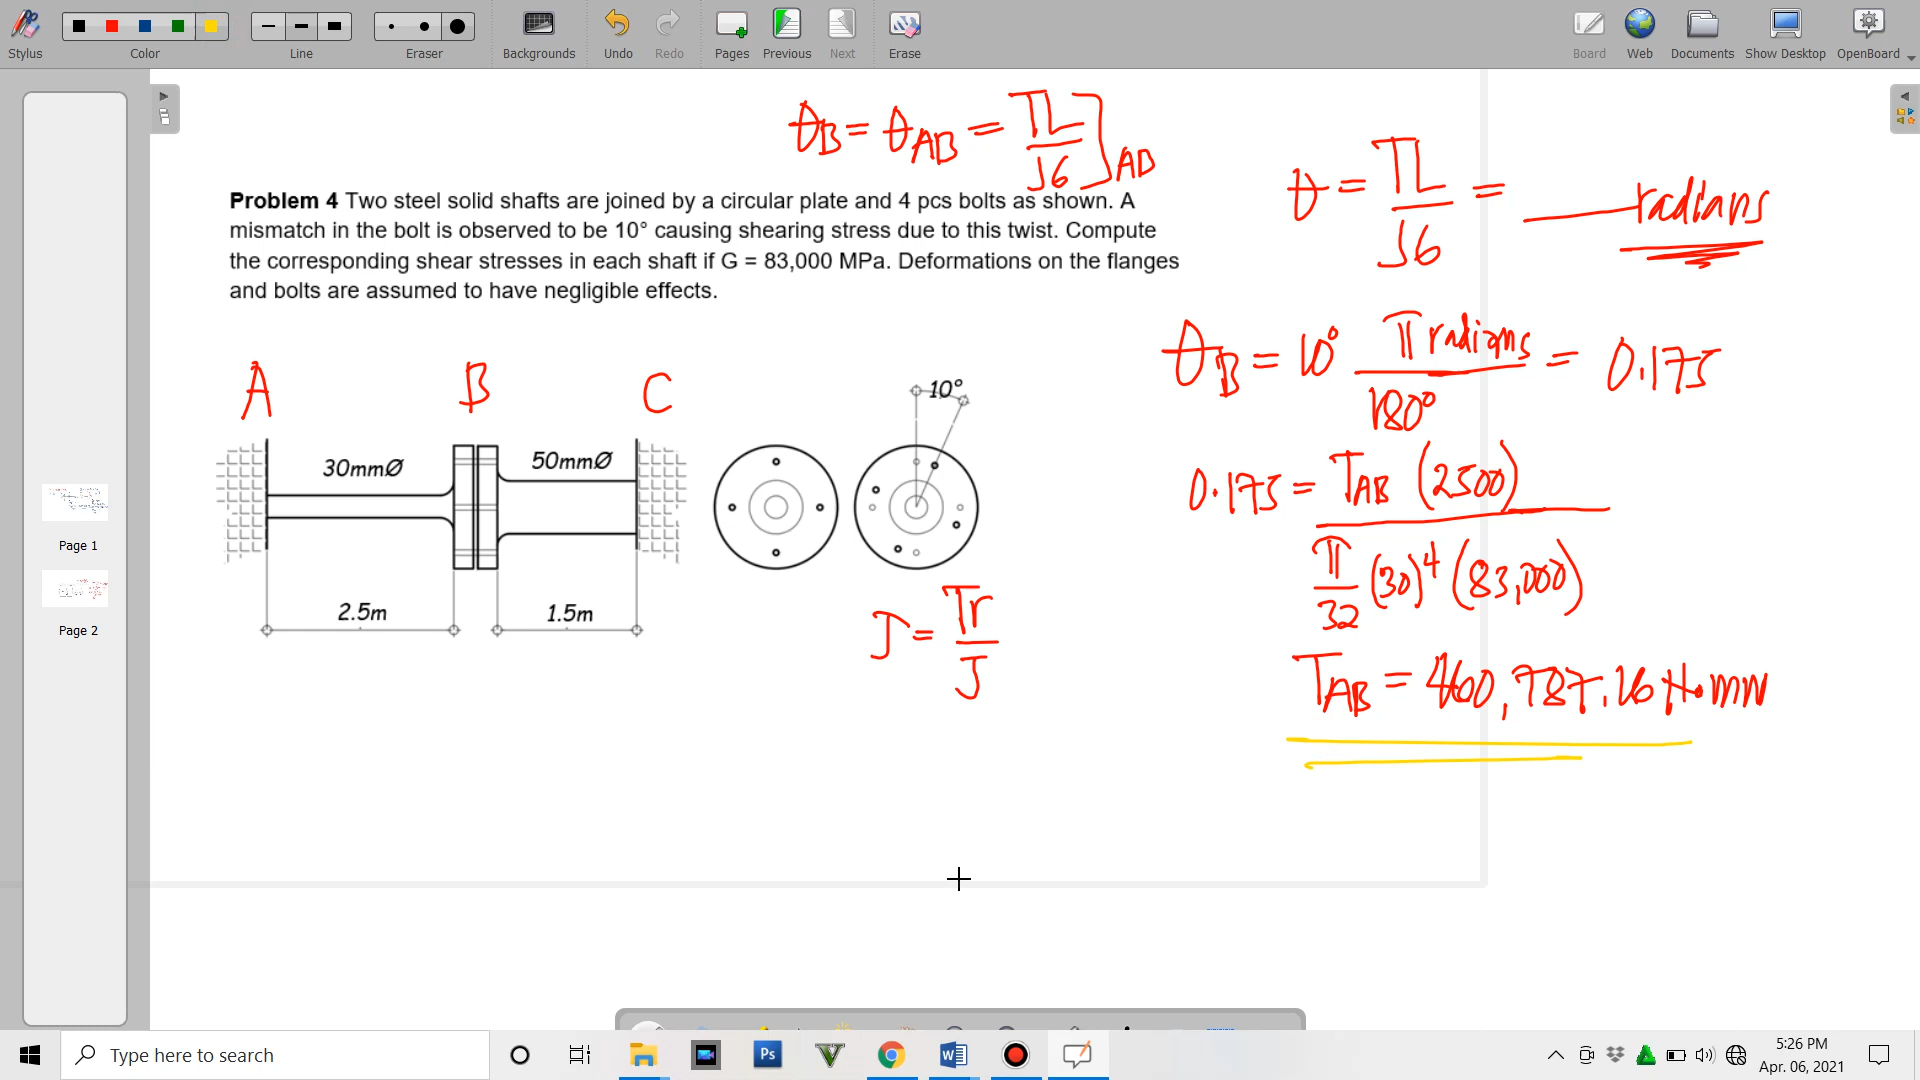 Stylus
Color
Line
Eraser
Backgrounds
Undo
Redo
Pages
Previous
Next
Erase
Board
Web
Documents
Show Desktop
OpenBoard
θB = θAB = TL/JG]AB
Problem 4 Two steel solid shafts are joined by a circular plate and 4 pcs bolts as shown. A
mismatch in the bolt is observed to be 10° causing shearing stress due to this twist. Compute
the corresponding shear stresses in each shaft if G = 83,000 MPa. Deformations on the flanges
and bolts are assumed to have negligible effects.
θ = TL/JG = ____ radians
θB = 10° π radians/180° = 0.175
A
B
C
10°
30mmØ
50mmØ
2.5m
1.5m
τ = Tr/J
0.175 = TAB (2500)
π/32 (30)⁴ (83,000)
TAB = 460,787.16 N·mm
Page 1
Page 2
Type here to search
Ps
5:26 PM
Apr. 06, 2021